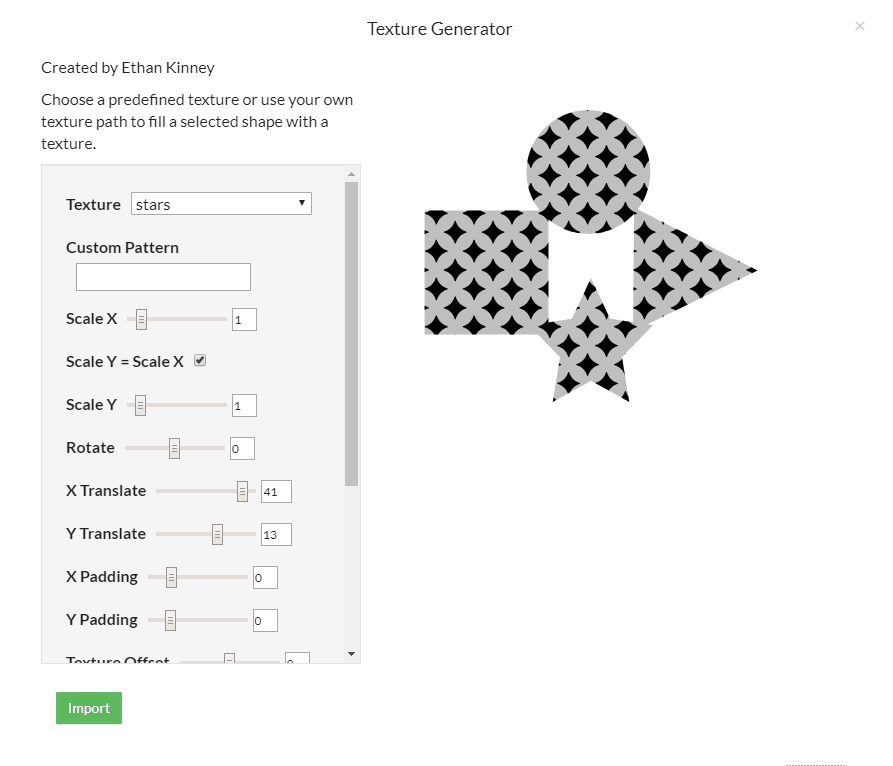 Texture Generator ×
Created by Ethan Kinney
Choose a predefined texture or use your own
texture path to fill a selected shape with a
texture.
Texture stars
Custom Pattern
Scale X 1
Scale Y = Scale X
Scale Y 1
Rotate 0
X Translate 41
Y Translate 13
X Padding 0
Y Padding 0
Texture Offset 0
Import